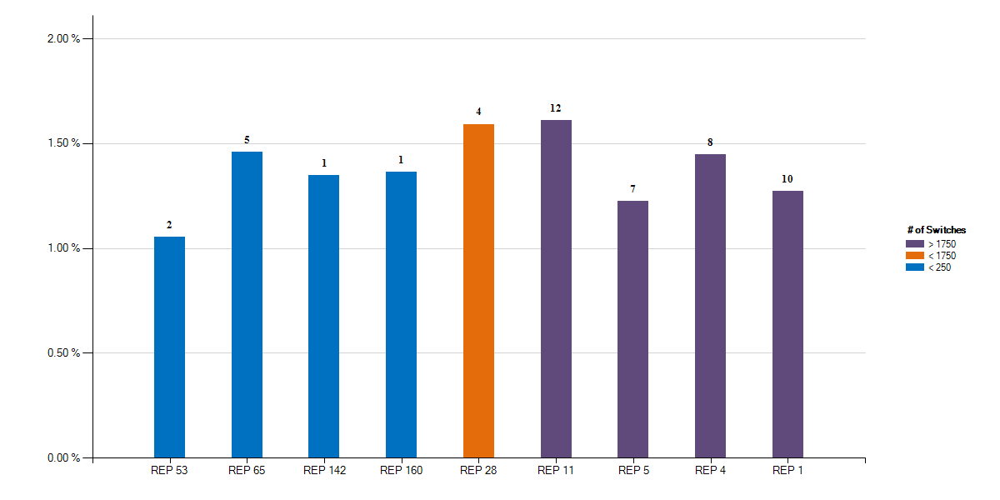 2.00 %
1.50 %
1.00 %
0.50 %
0.00 %
2
5
1
1
4
12
7
8
10
REP 53
REP 65
REP 142
REP 160
REP 28
REP 11
REP 5
REP 4
REP 1
# of Switches
> 1750
< 1750
< 250